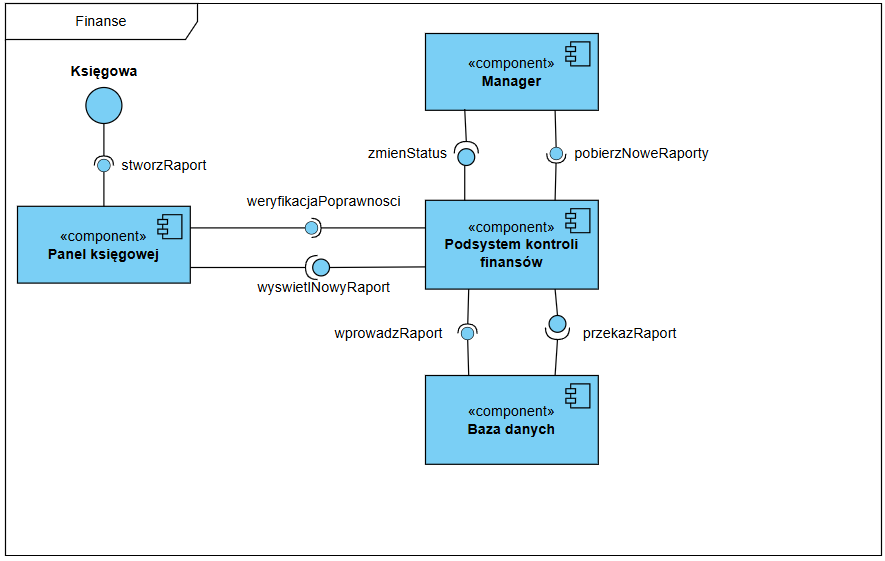 Finanse
Księgowa
stworzRaport
«component»
Panel księgowej
weryfikacjaPoprawnosci
wyswietlNowyRaport
«component»
Manager
zmienStatus
pobierzNoweRaporty
«component»
Podsystem kontroli
finansów
wprowadzRaport
przekazRaport
«component»
Baza danych